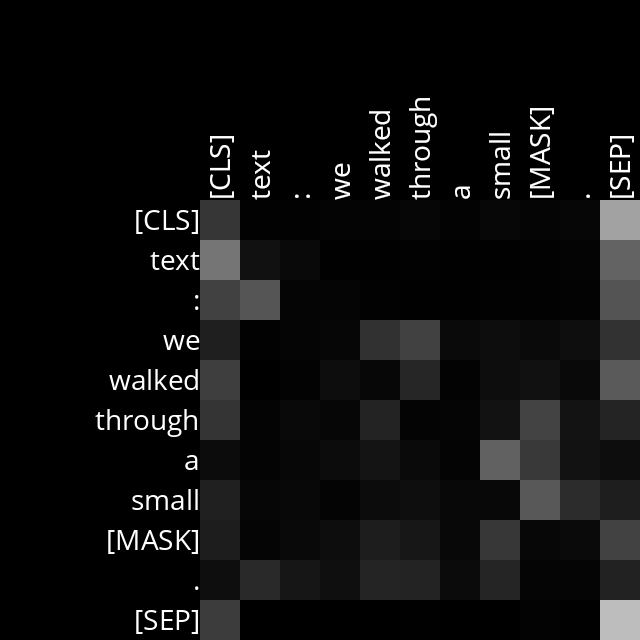 [CLS] text : we walked through a small [MASK] . [SEP]
[CLS]
text
:
we
walked
through
a
small
[MASK]
.
[SEP]